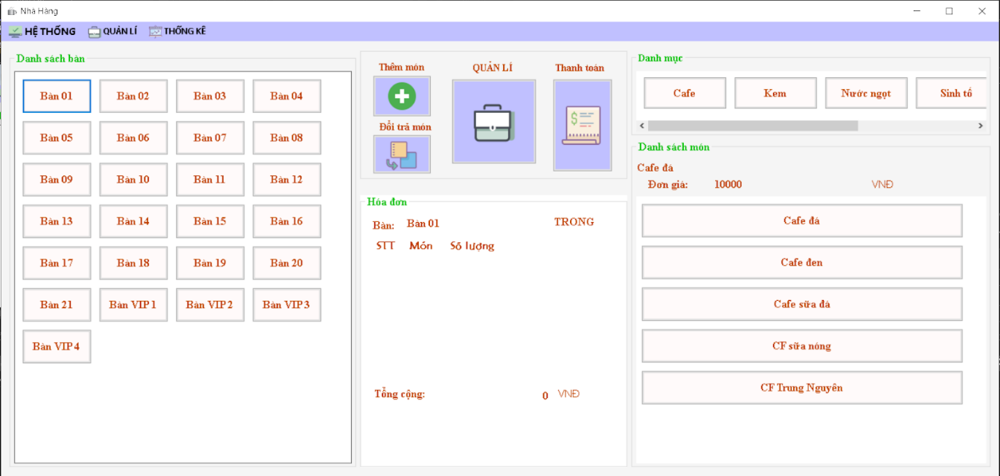 Nhà Hàng
HỆ THỐNG QUẢN LÍ THỐNG KÊ
Danh sách bàn
Bàn 01 Bàn 02 Bàn 03 Bàn 04
Bàn 05 Bàn 06 Bàn 07 Bàn 08
Bàn 09 Bàn 10 Bàn 11 Bàn 12
Bàn 13 Bàn 14 Bàn 15 Bàn 16
Bàn 17 Bàn 18 Bàn 19 Bàn 20
Bàn 21 Bàn VIP 1 Bàn VIP 2 Bàn VIP 3
Bàn VIP 4
Thêm món QUẢN LÍ Thanh toán
Đổi trả món
Hóa đơn
Bàn: Bàn 01 TRONG
STT Món Số lượng
Tổng cộng: 0 VNĐ
Danh mục
Cafe Kem Nước ngọt Sinh tố
Danh sách món
Cafe đá
Đơn giá: 10000 VNĐ
Cafe đá
Cafe đen
Cafe sữa đá
CF sữa nóng
CF Trung Nguyên